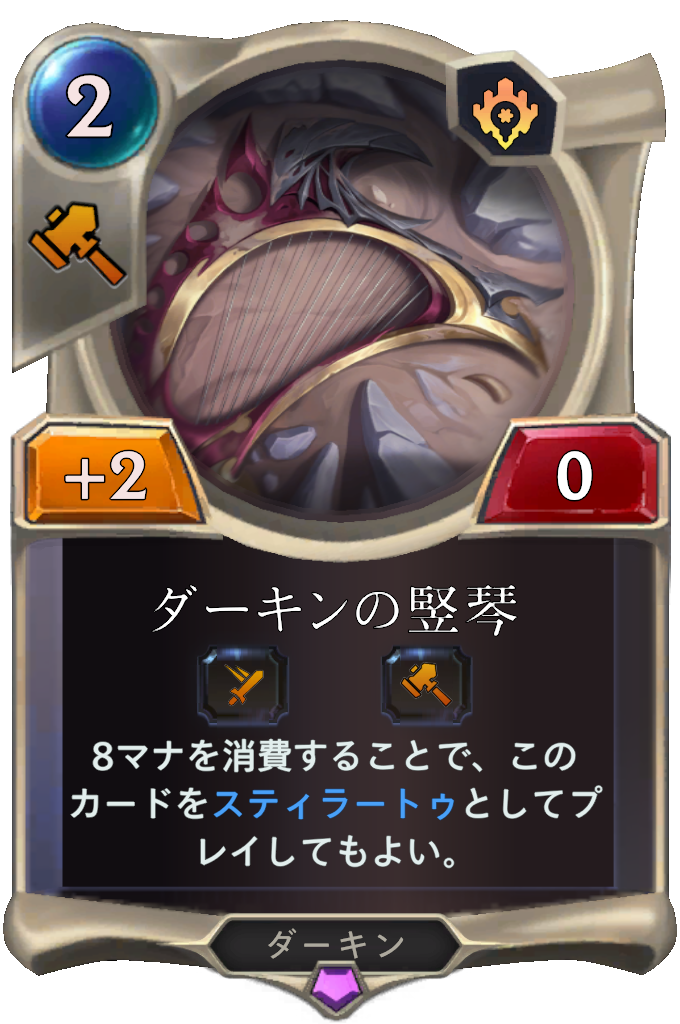 2
+2
0
ダーキンの竪琴
8マナを消費することで、この
カードをスティラートゥとしてプ
レイしてもよい。
ダーキン